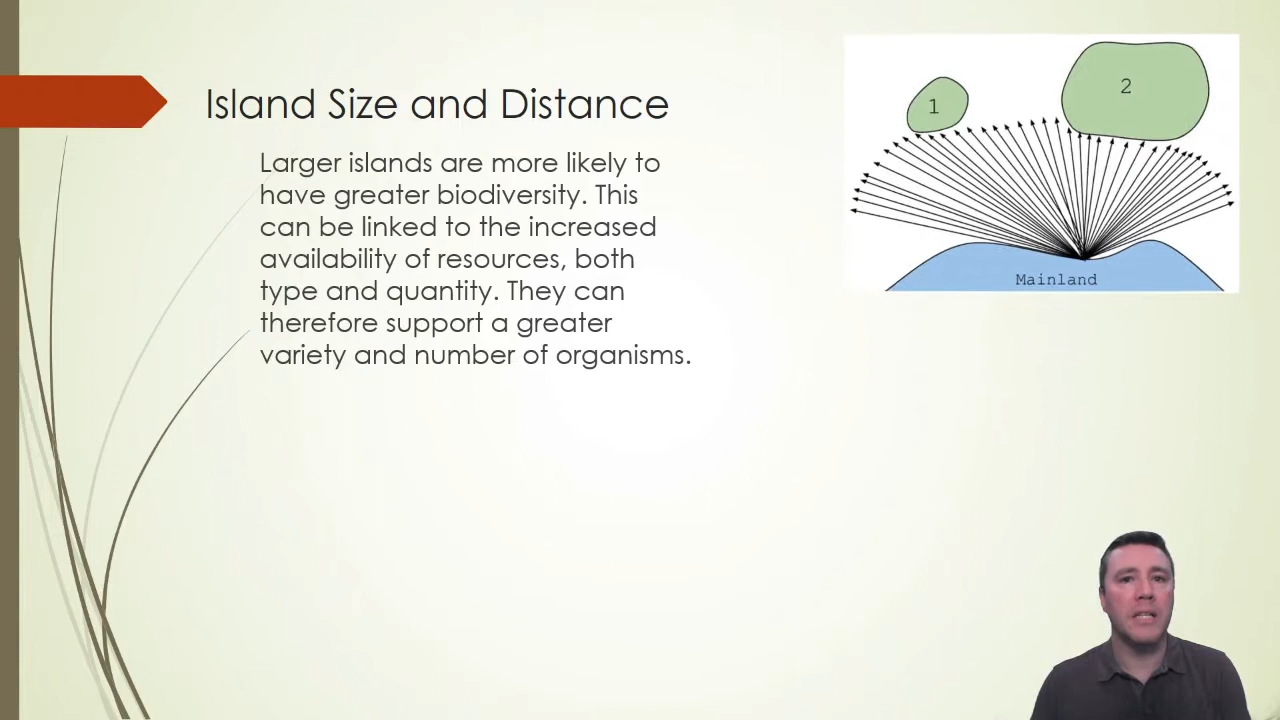 Island Size and Distance
Larger islands are more likely to
have greater biodiversity. This
can be linked to the increased
availability of resources, both
type and quantity. They can
therefore support a greater
variety and number of organisms.
1
2
Mainland